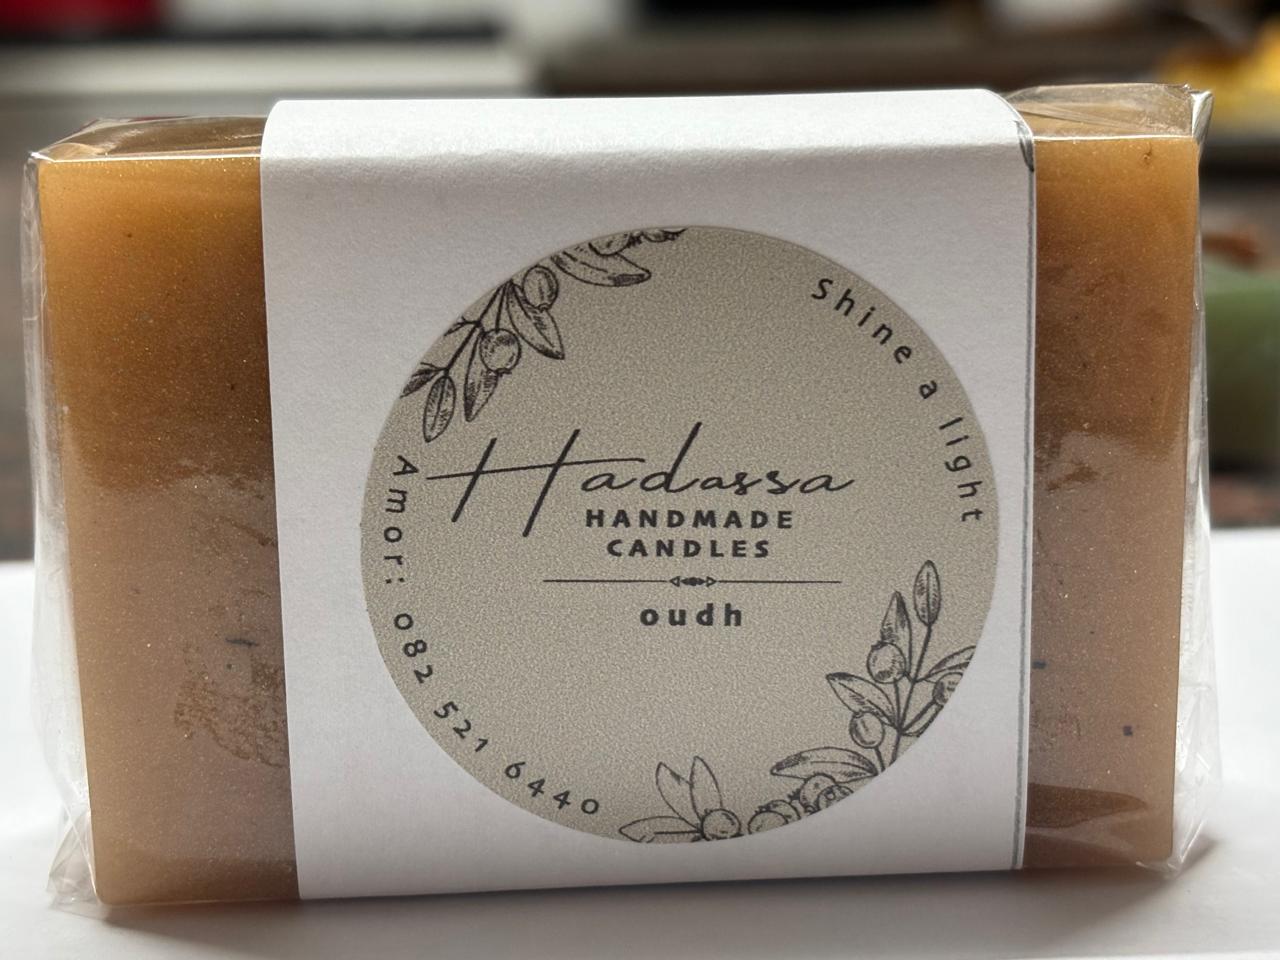 Shine a light
Hadassa
HANDMADE
CANDLES
oudh
Amor: 082 521 6440